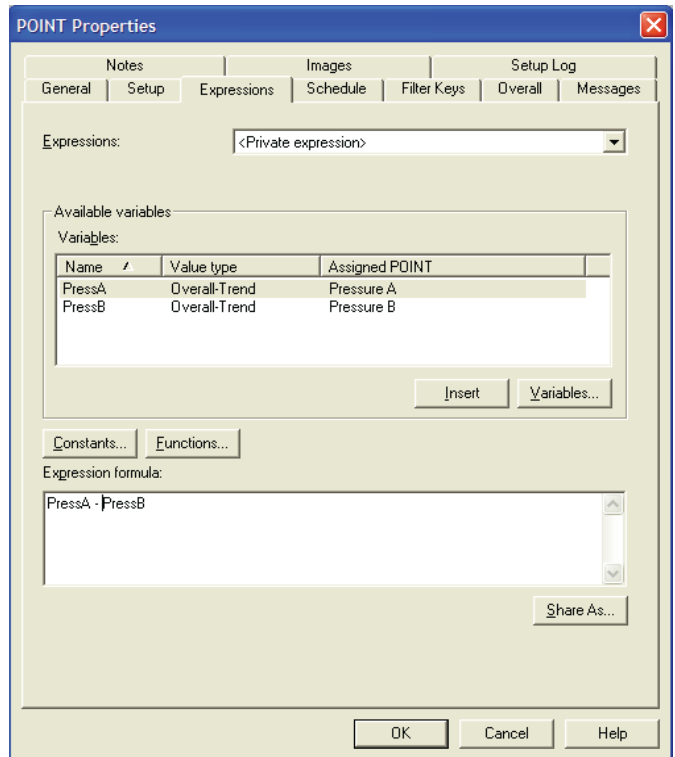 POINT Properties
Notes Images Setup Log
General Setup Expressions Schedule Filter Keys Overall Messages
Expressions: <Private expression>
Available variables
Variables:
Name Value type Assigned POINT
PressA Overall-Trend Pressure A
PressB Overall-Trend Pressure B
Insert Variables...
Constants... Functions...
Expression formula:
PressA - PressB
Share As...
OK Cancel Help